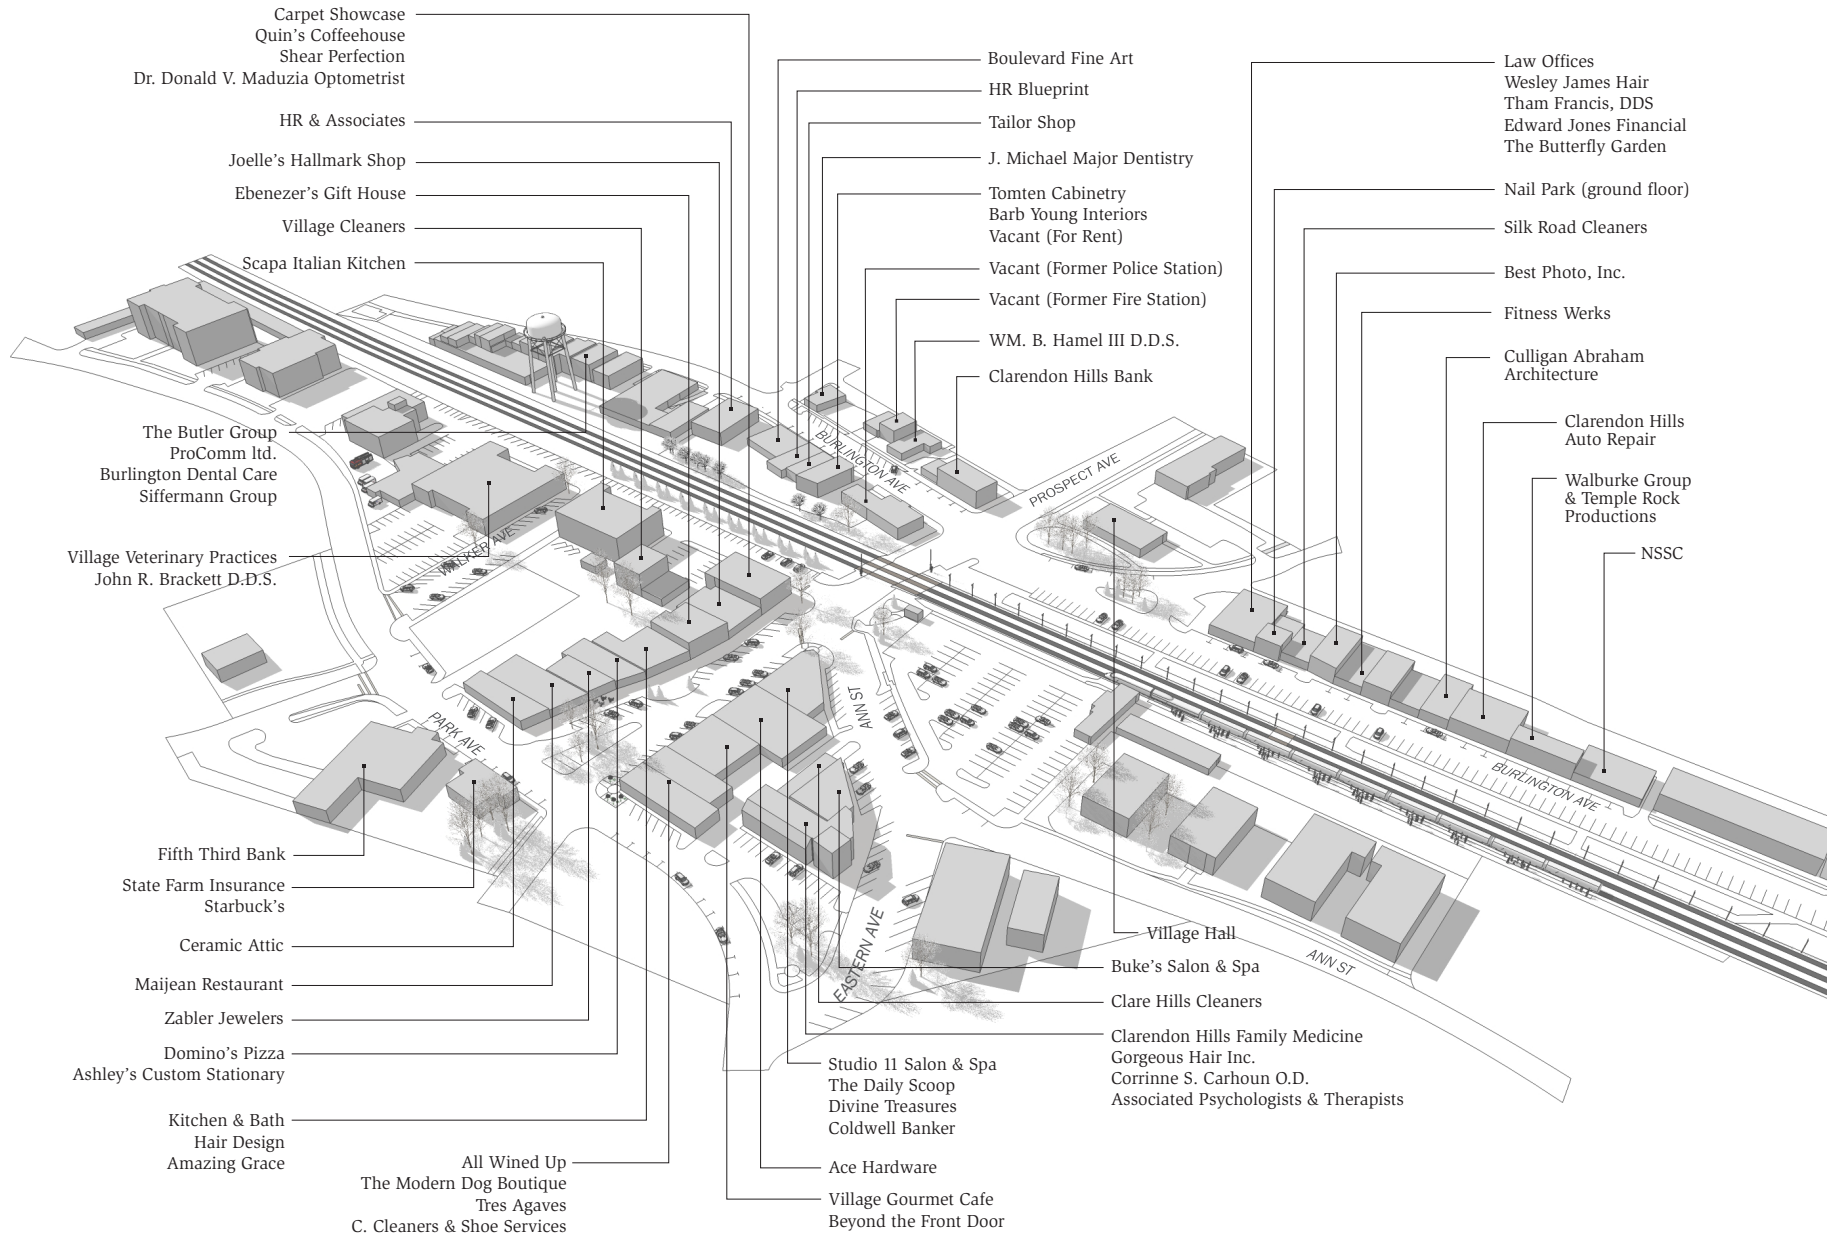 Carpet Showcase
Quin's Coffeehouse
Shear Perfection
Dr. Donald V. Maduzia Optometrist
HR & Associates
Joelle's Hallmark Shop
Ebenezer's Gift House
Village Cleaners
Scapa Italian Kitchen
Boulevard Fine Art
HR Blueprint
Tailor Shop
J. Michael Major Dentistry
Tomten Cabinetry
Barb Young Interiors
Vacant (For Rent)
Vacant (Former Police Station)
Vacant (Former Fire Station)
WM. B. Hamel III D.D.S.
Clarendon Hills Bank
Law Offices
Wesley James Hair
Tham Francis, DDS
Edward Jones Financial
The Butterfly Garden
Nail Park (ground floor)
Silk Road Cleaners
Best Photo, Inc.
Fitness Werks
Culligan Abraham
Architecture
Clarendon Hills
Auto Repair
Walburke Group
& Temple Rock
Productions
NSSC
The Butler Group
ProComm ltd.
Burlington Dental Care
Siffermann Group
Village Veterinary Practices
John R. Brackett D.D.S.
BURLINGTON AVE
PROSPECT AVE
WALKER AVE
PARK AVE
ANN ST
BURLINGTON AVE
EASTERN AVE
ANN ST
Fifth Third Bank
State Farm Insurance
Starbuck's
Ceramic Attic
Maijean Restaurant
Zabler Jewelers
Domino's Pizza
Ashley's Custom Stationary
Kitchen & Bath
Hair Design
Amazing Grace
All Wined Up
The Modern Dog Boutique
Tres Agaves
C. Cleaners & Shoe Services
Village Hall
Buke's Salon & Spa
Clare Hills Cleaners
Clarendon Hills Family Medicine
Gorgeous Hair Inc.
Corrinne S. Carhoun O.D.
Associated Psychologists & Therapists
Studio 11 Salon & Spa
The Daily Scoop
Divine Treasures
Coldwell Banker
Ace Hardware
Village Gourmet Cafe
Beyond the Front Door